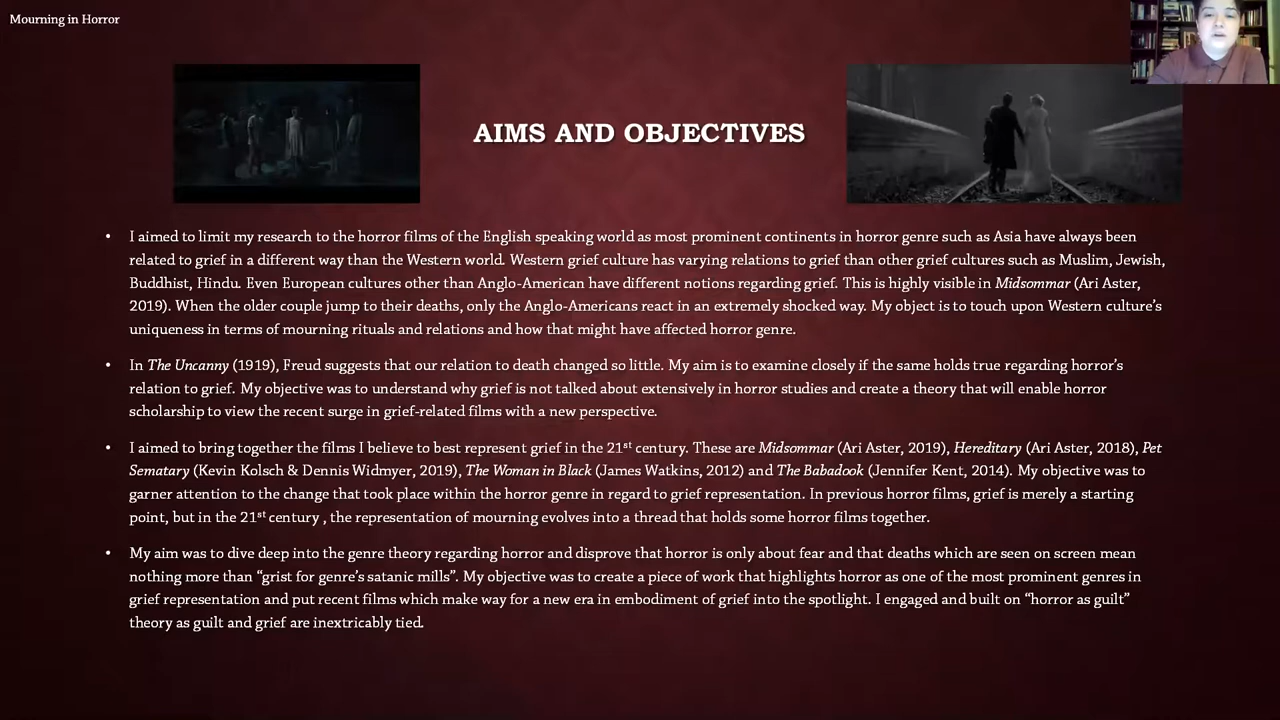 Mourning in Horror
AIMS AND OBJECTIVES
• I aimed to limit my research to the horror films of the English speaking world as most prominent continents in horror genre such as Asia have always been
related to grief in a different way than the Western world. Western grief culture has varying relations to grief than other grief cultures such as Muslim, Jewish,
Buddhist, Hindu. Even European cultures other than Anglo-American have different notions regarding grief. This is highly visible in Midsommar (Ari Aster,
2019). When the older couple jump to their deaths, only the Anglo-Americans react in an extremely shocked way. My object is to touch upon Western culture’s
uniqueness in terms of mourning rituals and relations and how that might have affected horror genre.
• In The Uncanny (1919), Freud suggests that our relation to death changed so little. My aim is to examine closely if the same holds true regarding horror’s
relation to grief. My objective was to understand why grief is not talked about extensively in horror studies and create a theory that will enable horror
scholarship to view the recent surge in grief-related films with a new perspective.
• I aimed to bring together the films I believe to best represent grief in the 21st century. These are Midsommar (Ari Aster, 2019), Hereditary (Ari Aster, 2018), Pet
Sematary (Kevin Kolsch & Dennis Widmyer, 2019), The Woman in Black (James Watkins, 2012) and The Babadook (Jennifer Kent, 2014). My objective was to
garner attention to the change that took place within the horror genre in regard to grief representation. In previous horror films, grief is merely a starting
point, but in the 21st century , the representation of mourning evolves into a thread that holds some horror films together.
• My aim was to dive deep into the genre theory regarding horror and disprove that horror is only about fear and that deaths which are seen on screen mean
nothing more than “grist for genre’s satanic mills”. My objective was to create a piece of work that highlights horror as one of the most prominent genres in
grief representation and put recent films which make way for a new era in embodiment of grief into the spotlight. I engaged and built on “horror as guilt”
theory as guilt and grief are inextricably tied.